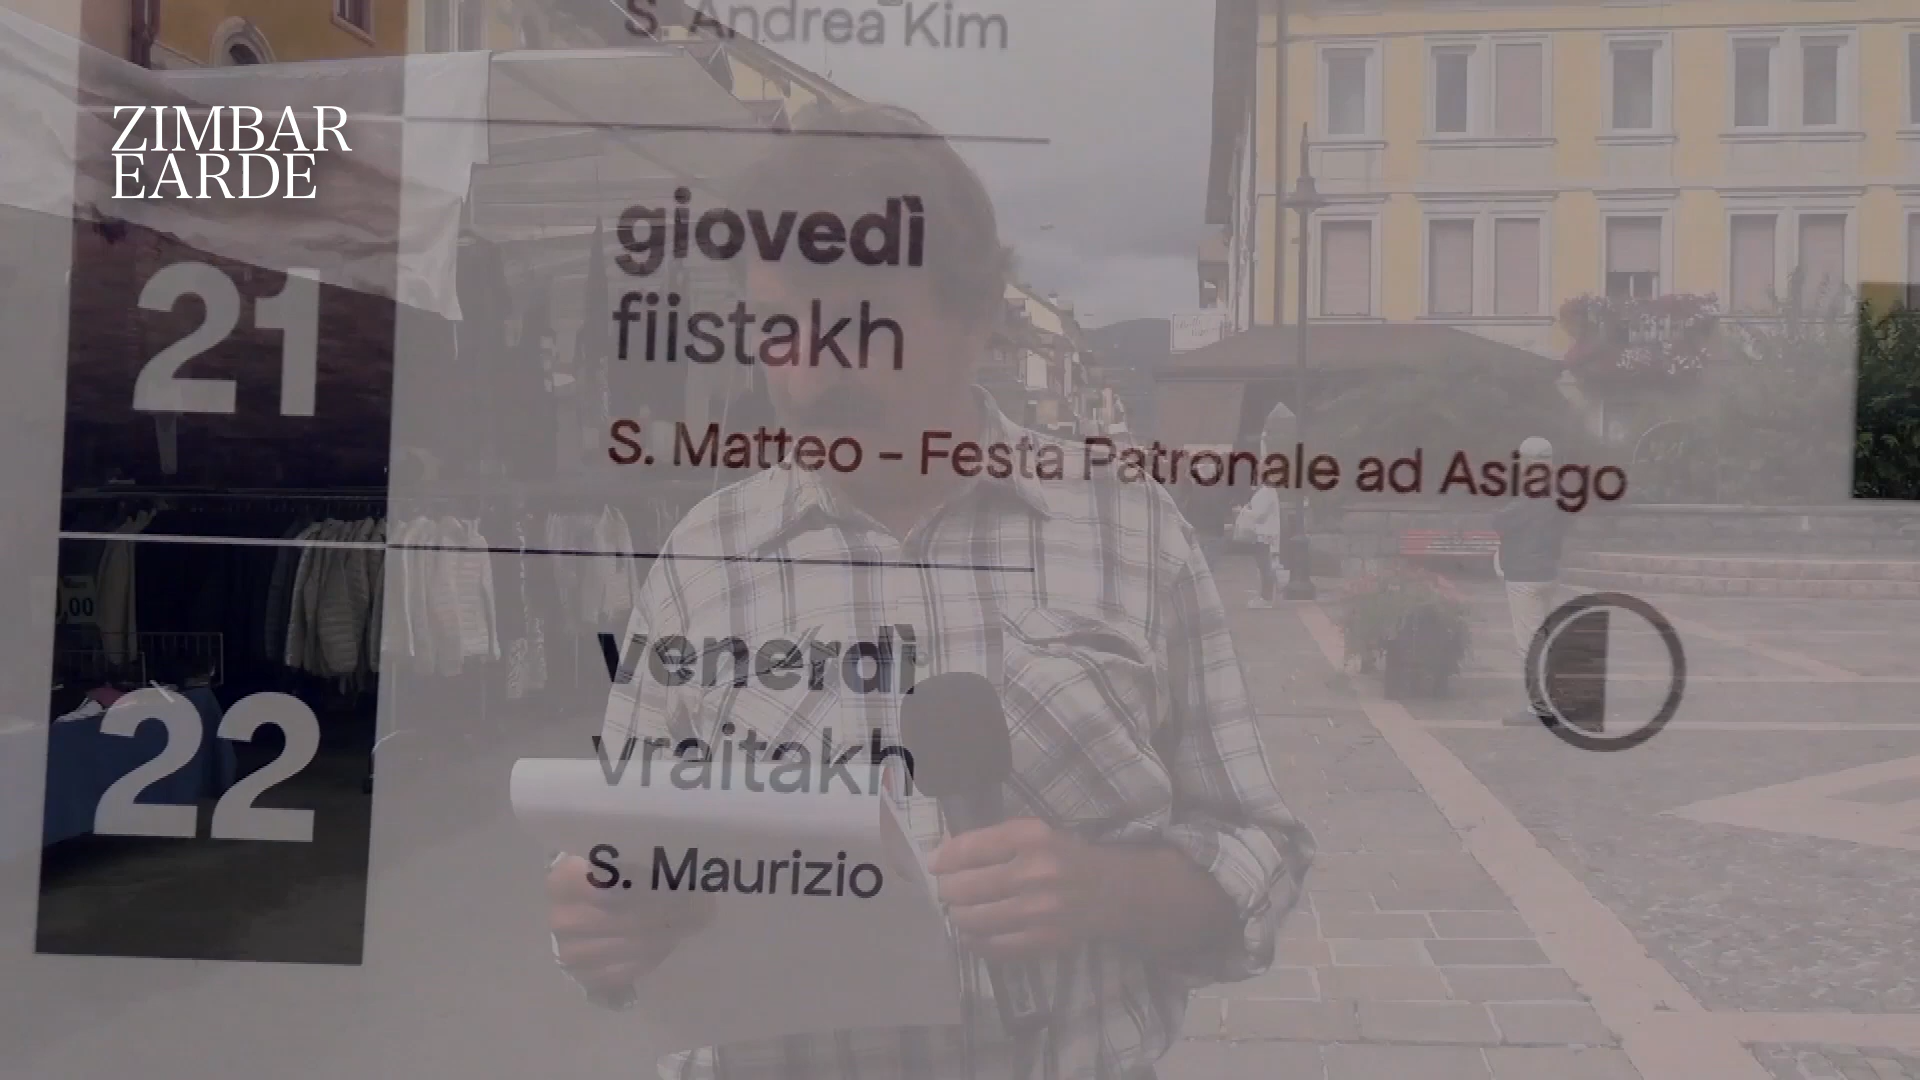 S. Andrea Kim
ZIMBAR
EARDE
21
giovedì
fiistakh
S. Matteo – Festa Patronale ad Asiago
22
venerdì
vraitakh
S. Maurizio